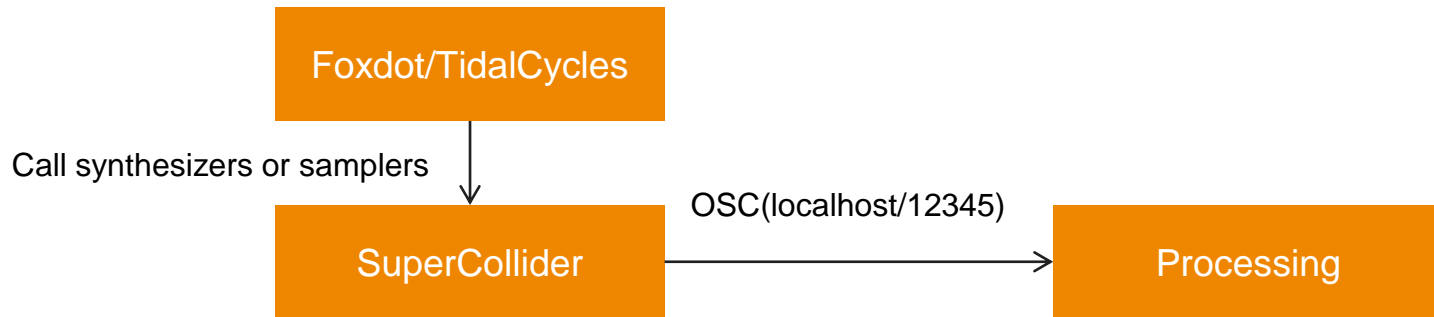 Foxdot/TidalCycles
Call synthesizers or samplers
OSC(localhost/12345)
SuperCollider
Processing